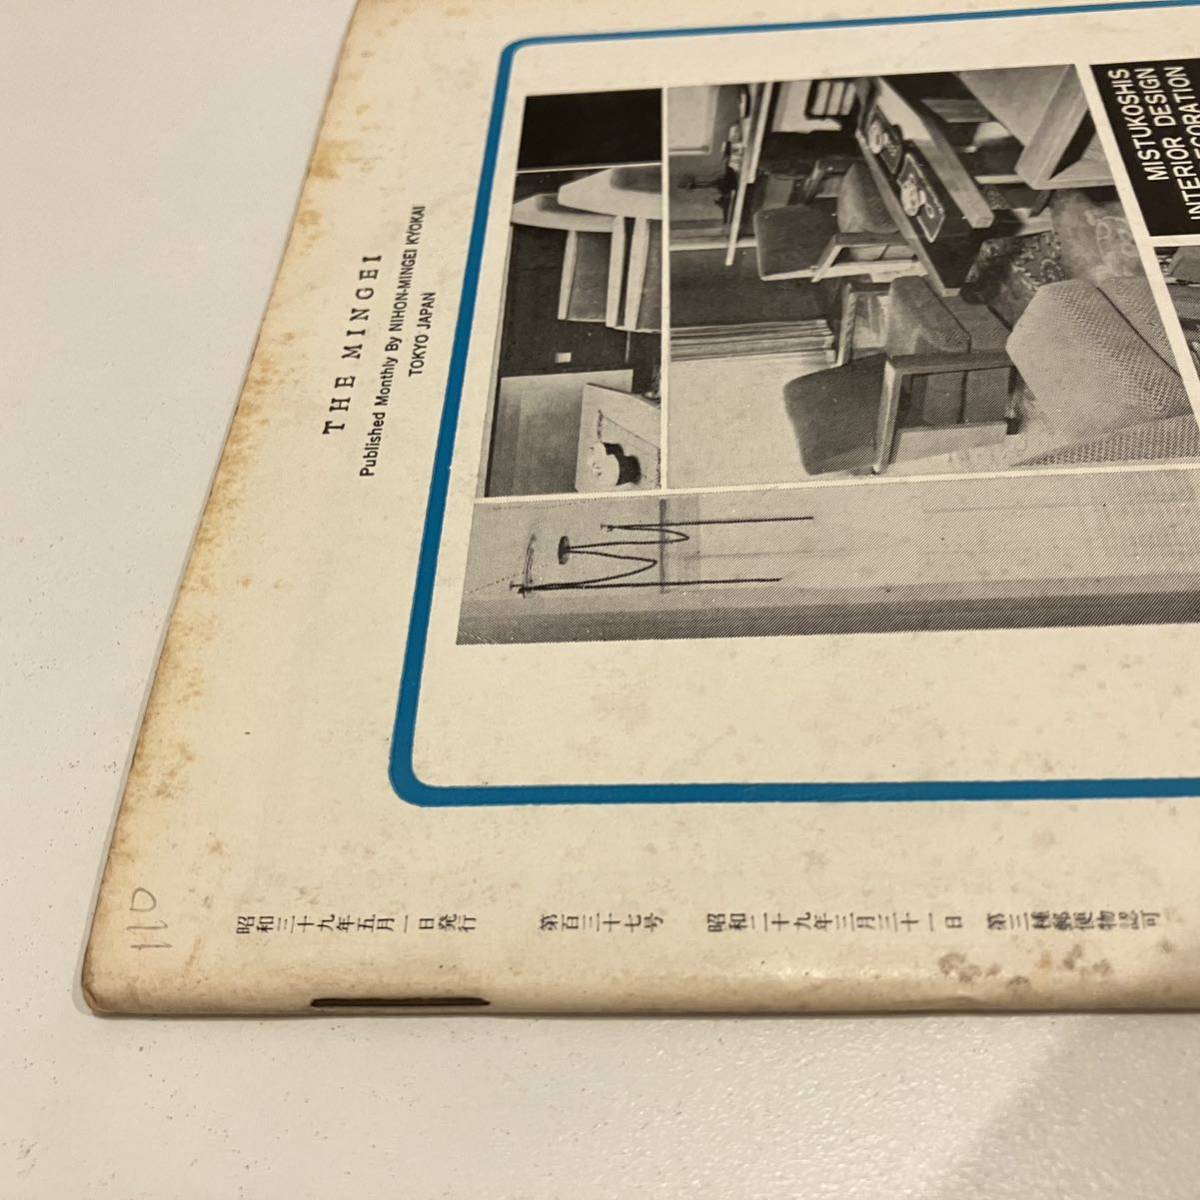 THE MINGEI
Published Monthly By NIHON-MINGEI KYOKAI
TOKYO JAPAN
MISTUKOSHIS
INTERIOR DESIGN
昭和三十九年五月一日発行 第百三十七号 昭和二十九年三月三十一日 第三種郵便物認可
110